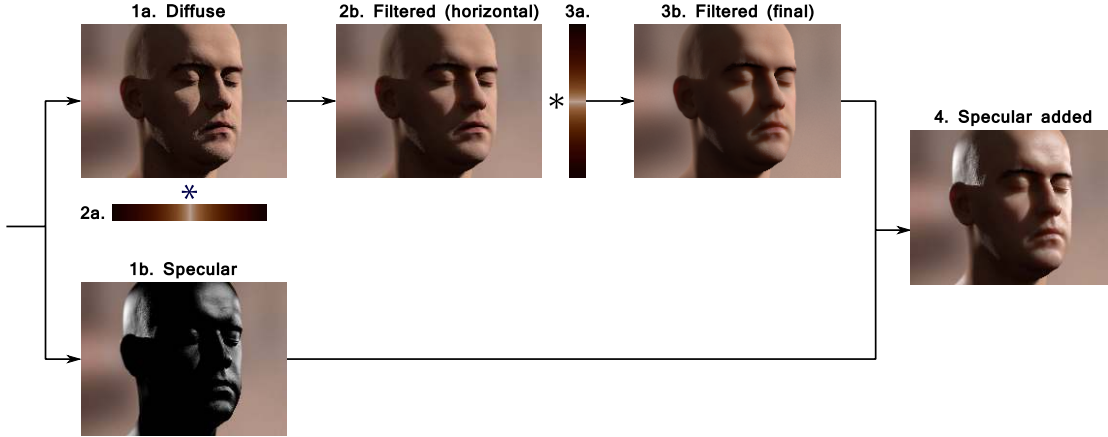 1a. Diffuse
2b. Filtered (horizontal)
3a.
3b. Filtered (final)
*
4. Specular added
*
2a.
1b. Specular